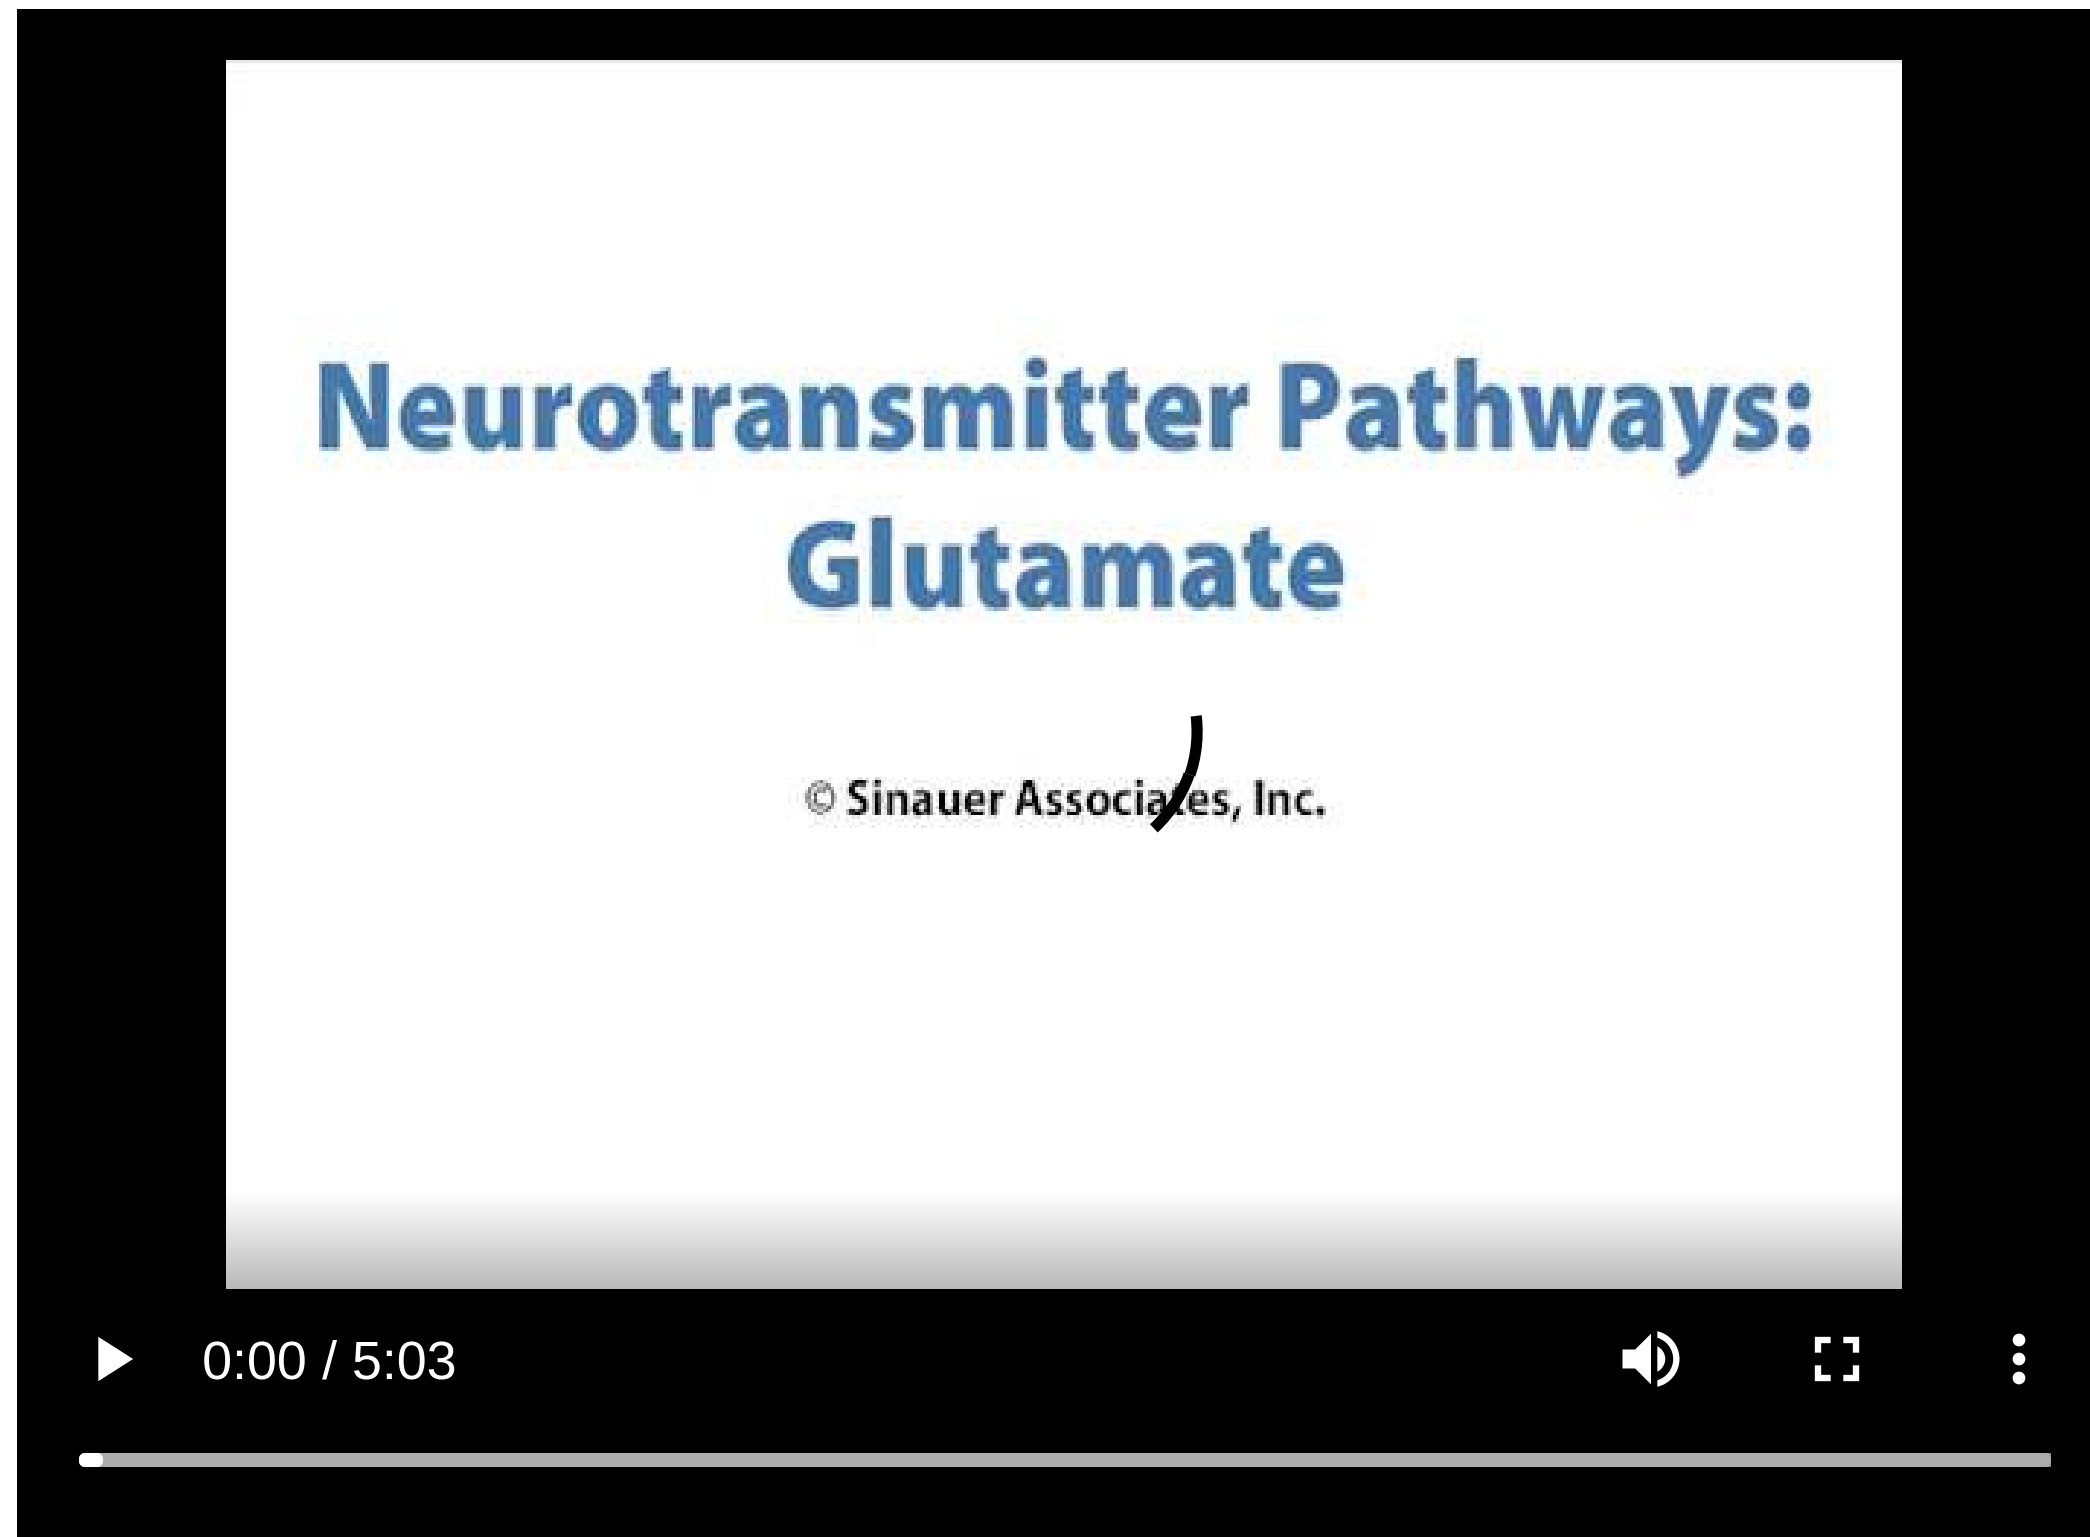 Neurotransmitter Pathways:
Glutamate
© Sinauer Associates, Inc.
0:00 / 5:03